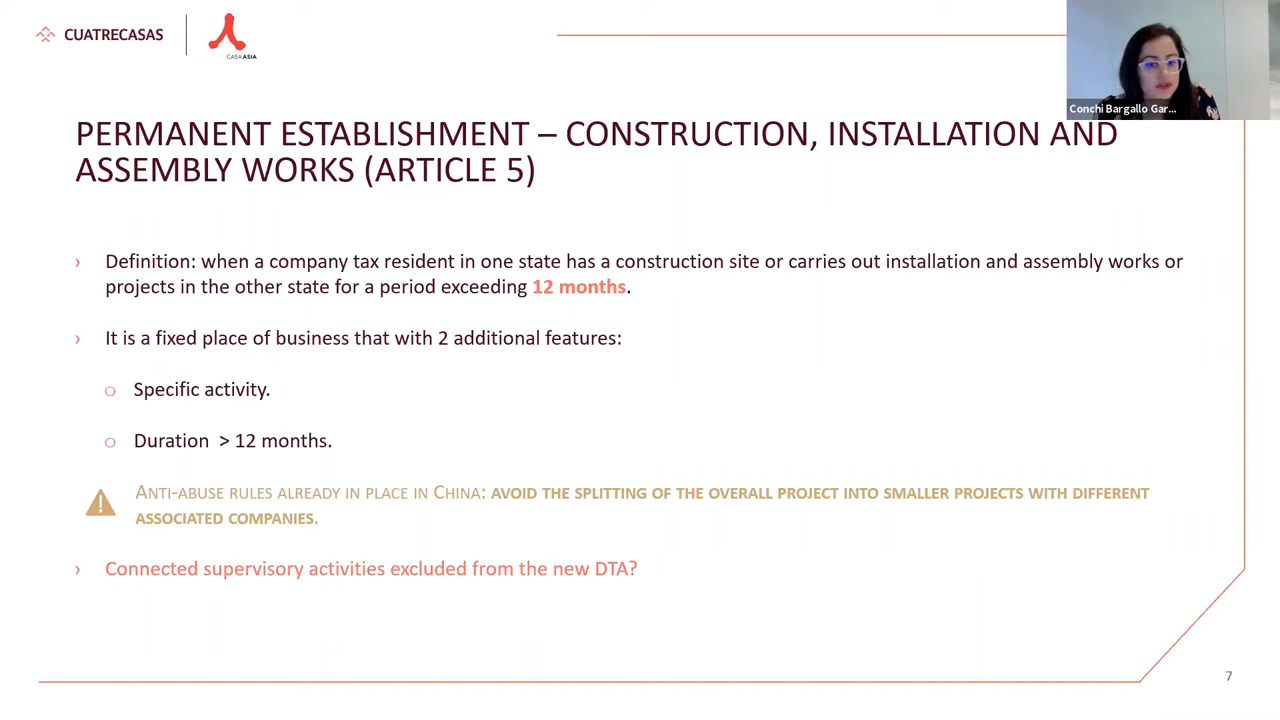 CUATRECASAS
CASAASIA
Conchi Bargallo Gar...
PERMANENT ESTABLISHMENT – CONSTRUCTION, INSTALLATION AND
ASSEMBLY WORKS (ARTICLE 5)
› Definition: when a company tax resident in one state has a construction site or carries out installation and assembly works or
projects in the other state for a period exceeding 12 months.
› It is a fixed place of business that with 2 additional features:
o Specific activity.
o Duration > 12 months.
ANTI-ABUSE RULES ALREADY IN PLACE IN CHINA: AVOID THE SPLITTING OF THE OVERALL PROJECT INTO SMALLER PROJECTS WITH DIFFERENT
ASSOCIATED COMPANIES.
› Connected supervisory activities excluded from the new DTA?
7